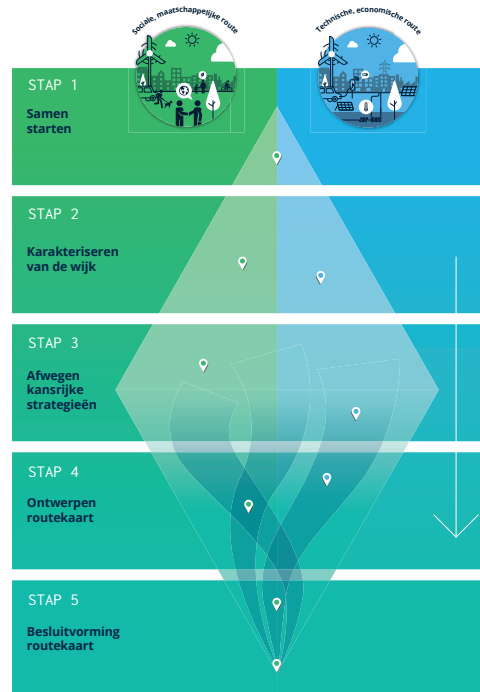 Sociale, maatschappelijke route
Technische, economische route
STAP 1
Samen
starten
STAP 2
Karakteriseren
van de wijk
STAP 3
Afwegen
kansrijke
strategieën
STAP 4
Ontwerpen
routekaart
STAP 5
Besluitvorming
routekaart